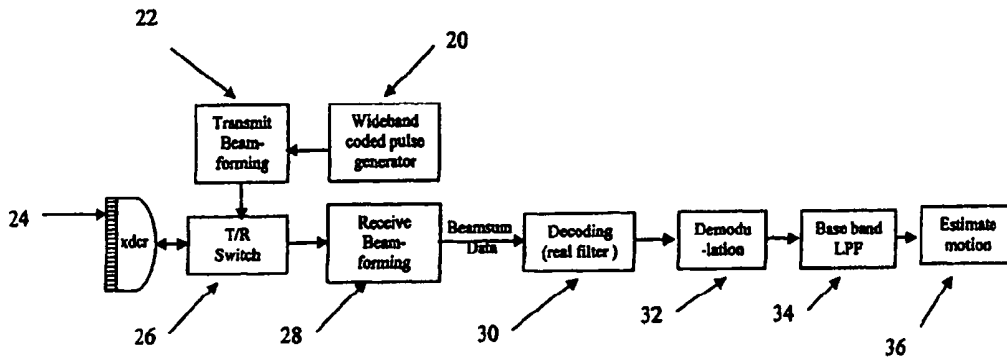 22
20
Transmit
Beam-
forming
Wideband
coded pulse
generator
24
xdcr
T/R
Switch
Receive
Beam-
forming
Beamsum
Data
Decoding
(real filter )
Demodu
-lation
Base band
LPF
Estimate
motion
26
28
30
32
34
36